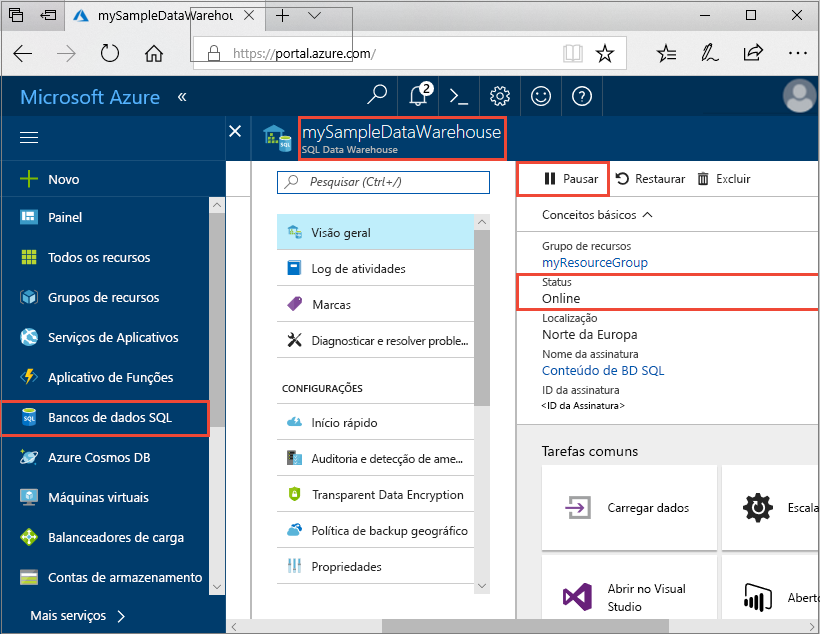 mySampleDataWarehou
https://portal.azure.com/
Microsoft Azure «
2
mySampleDataWarehouse
SQL Data Warehouse
Novo
Painel
Todos os recursos
Grupos de recursos
Serviços de Aplicativos
Aplicativo de Funções
SQL
Bancos de dados SQL
Azure Cosmos DB
Máquinas virtuais
Balanceadores de carga
Contas de armazenamento
Mais serviços
Pesquisar (Ctrl+/)
Visão geral
Log de atividades
Marcas
Diagnosticar e resolver proble...
CONFIGURAÇÕES
Início rápido
Auditoria e detecção de ame...
Transparent Data Encryption
Política de backup geográfico
Propriedades
Pausar
Restaurar
Excluir
Conceitos básicos
Grupo de recursos
myResourceGroup
Status
Online
Localização
Norte da Europa
Nome da assinatura
Conteúdo de BD SQL
ID da assinatura
<ID da Assinatura>
Tarefas comuns
Carregar dados
Escala
Abrir no Visual
Studio
Aberto